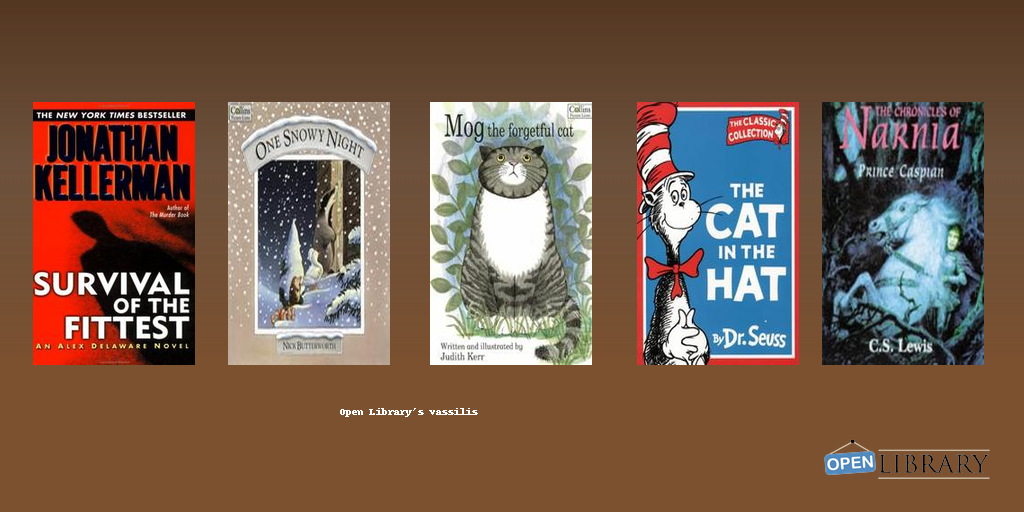 THE NEW YORK TIMES BESTSELLER
JONATHAN
KELLERMAN
Author of
The Murder Book
SURVIVAL
OF THE
FITTEST
AN ALEX DELAWARE NOVEL
Collins
ONE SNOWY NIGHT
NICK BUTTERWORTH
Collins
Mog the forgetful cat
Written and illustrated by
Judith Kerr
THE CLASSIC
COLLECTION
THE
CAT
IN THE
HAT
By Dr. Seuss
THE CHRONICLES OF
Narnia
Prince Caspian
C.S. Lewis
Open Library's vassilis
OPEN LIBRARY